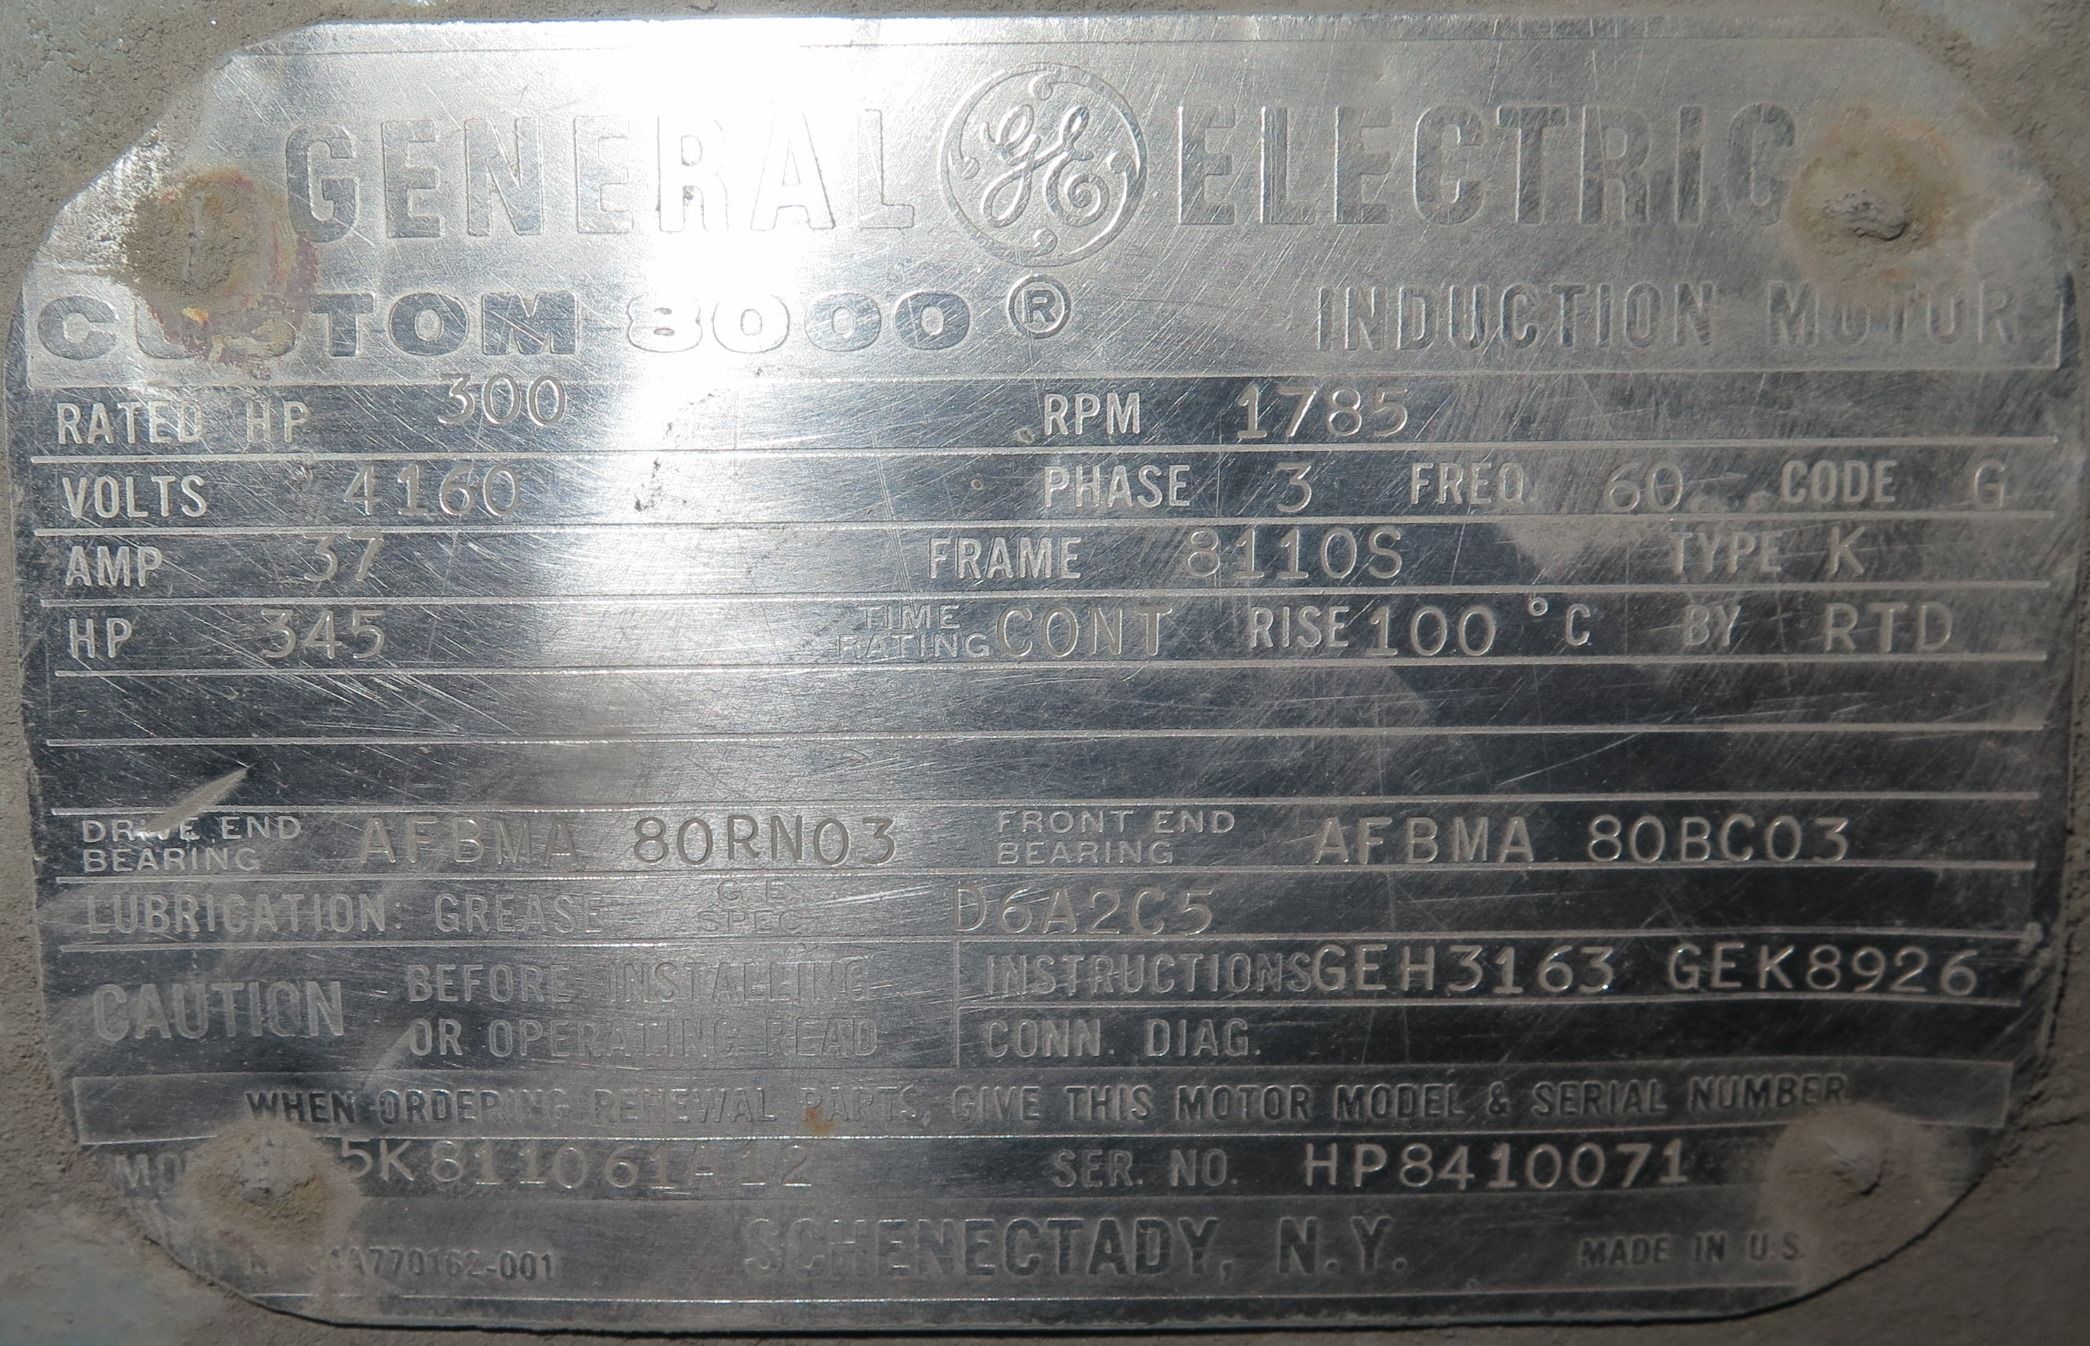 GENERAL GE ELECTRIC
CUSTOM 8000 ® INDUCTION MOTOR
RATED HP 300 RPM 1785
VOLTS 4160 PHASE 3 FREQ. 60 CODE G
AMP 37 FRAME 8110S TYPE K
HP 345 TIME RATING CONT RISE 100 °C BY RTD
DRIVE END BEARING AFBMA 80RN03 FRONT END BEARING AFBMA 80BC03
LUBRICATION: GREASE G E SPEC D6A2C5
CAUTION BEFORE INSTALLING OR OPERATING READ INSTRUCTIONS GEH3163 GEK8926
CONN. DIAG.
WHEN ORDERING RENEWAL PARTS, GIVE THIS MOTOR MODEL & SERIAL NUMBER
5K811061A12 SER. NO. HP8410071
SCHENECTADY, N.Y. MADE IN U.S.